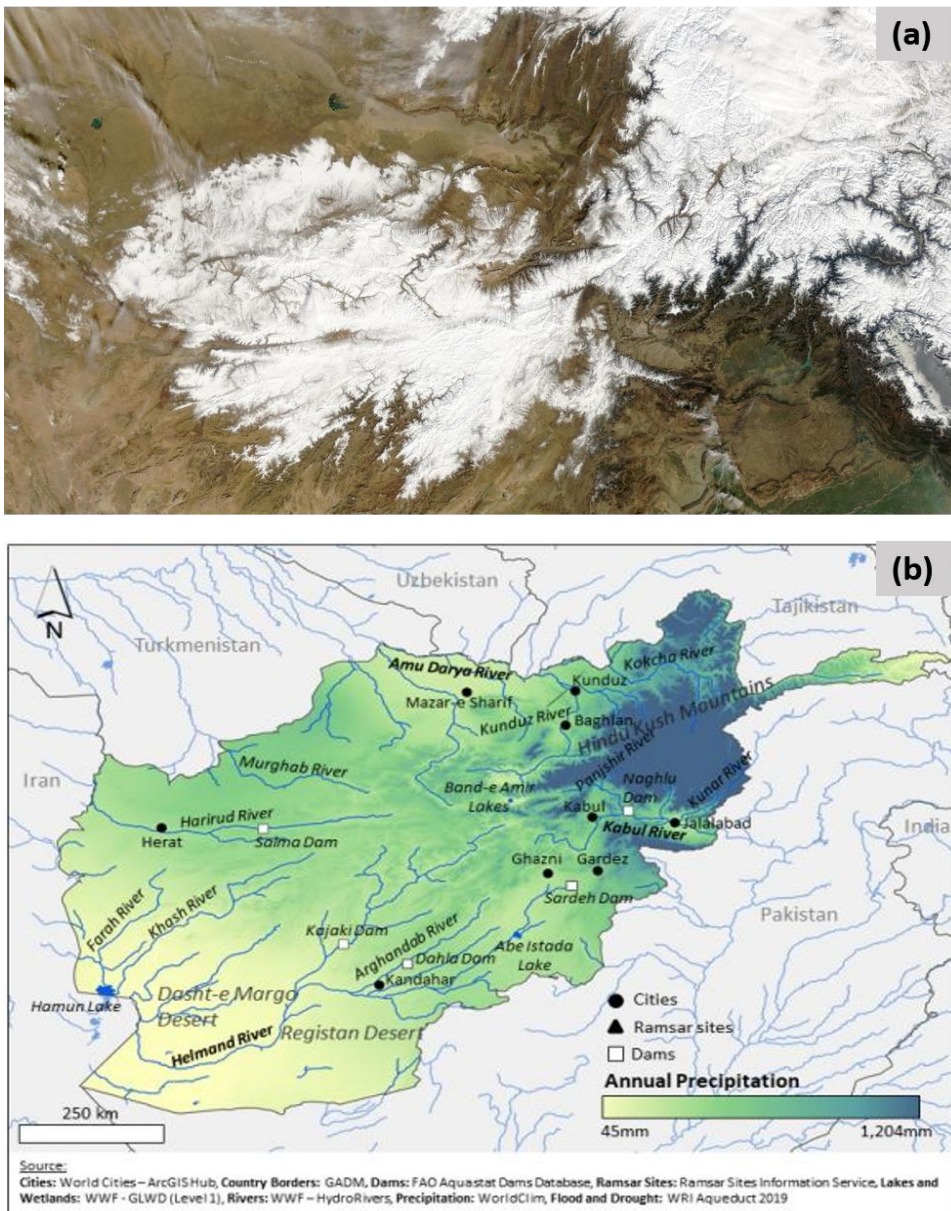 (a)
(b)
N
Uzbekistan
Tajikistan
Turkmenistan
Amu Darya River
Kokcha River
Mazar-e Sharif
Kunduz
Kunduz River
Baghlan
Hindu Kush Mountains
Murghab River
Panjshir River
Iran
Band-e Amir
Lakes
Naghlu
Dam
Kunar River
Kabul
Harirud River
Kabul River
Jalalabad
India
Herat
Salma Dam
Ghazni
Gardez
Sardeh Dam
Farah River
Khash River
Pakistan
Kajaki Dam
Arghandab River
Abe Istada
Lake
Dahla Dam
Kandahar
Hamun Lake
Dasht-e Margo
Desert
Registan Desert
Helmand River
Cities
Ramsar sites
Dams
Annual Precipitation
45mm
1,204mm
250 km
Source:
Cities: World Cities – ArcGIS Hub, Country Borders: GADM, Dams: FAO Aquastat Dams Database, Ramsar Sites: Ramsar Sites Information Service, Lakes and
Wetlands: WWF - GLWD (Level 1), Rivers: WWF – HydroRivers, Precipitation: WorldClim, Flood and Drought: WRI Aqueduct 2019